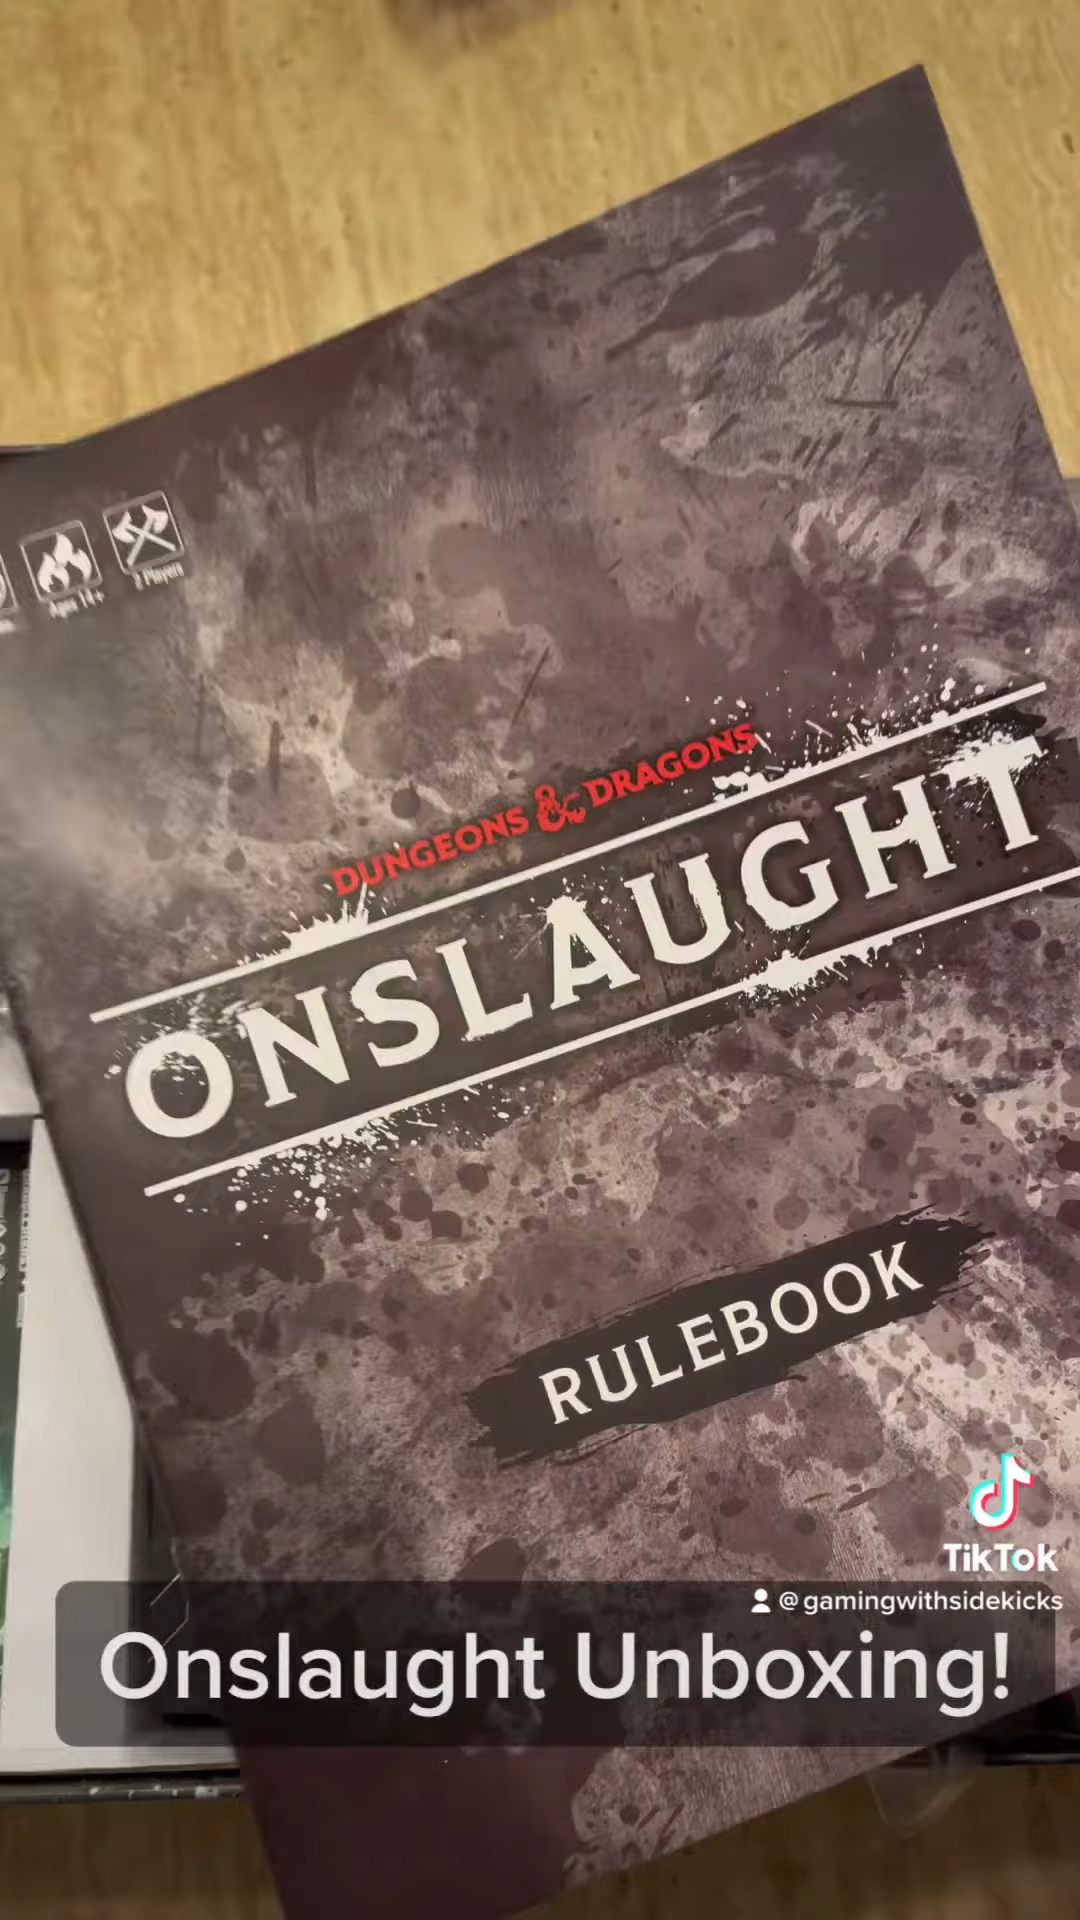 Ages 14+
2 Players
DUNGEONS & DRAGONS
ONSLAUGHT
RULEBOOK
TikTok
@gamingwithsidekicks
Onslaught Unboxing!